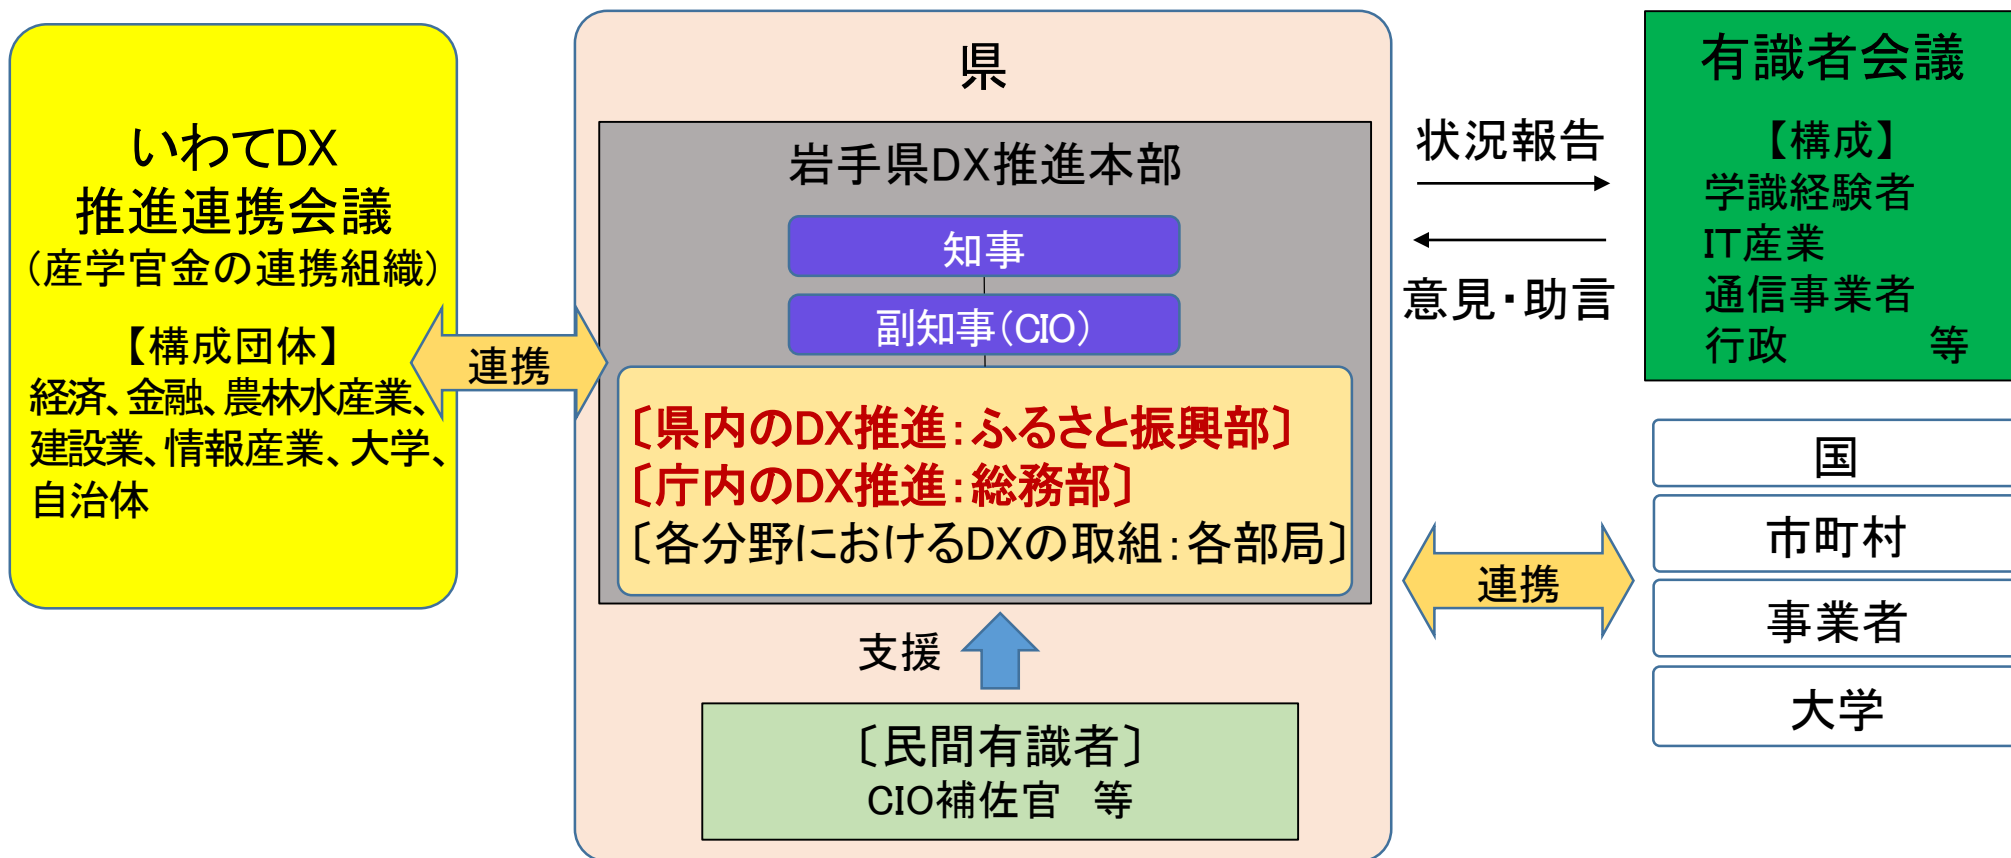 いわてDX
推進連携会議
(産学官金の連携組織)
【構成団体】
経済、金融、農林水産業、
建設業、情報産業、大学、
自治体
連携
県
岩手県DX推進本部
知事
副知事(CIO)
〔県内のDX推進:ふるさと振興部〕
〔庁内のDX推進:総務部〕
〔各分野におけるDXの取組:各部局〕
支援
〔民間有識者〕
CIO補佐官　等
状況報告
意見・助言
有識者会議
【構成】
学識経験者
IT産業
通信事業者
行政　　　等
連携
国
市町村
事業者
大学